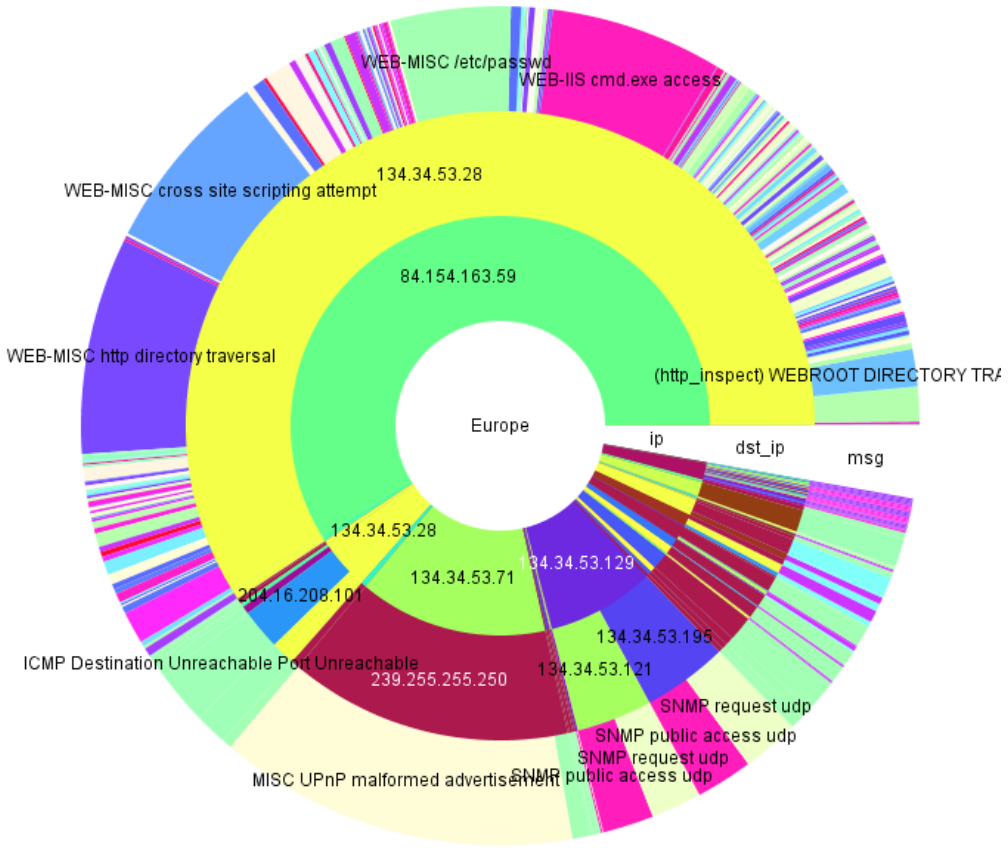 WEB-MISC /etc/passwd
WEB-IIS cmd.exe access
134.34.53.28
WEB-MISC cross site scripting attempt
84.154.163.59
WEB-MISC http directory traversal
(http_inspect) WEBROOT DIRECTORY TRA
Europe
ip
dst_ip
msg
134.34.53.28
134.34.53.129
134.34.53.71
204.16.208.101
134.34.53.195
ICMP Destination Unreachable Port Unreachable
134.34.53.121
239.255.255.250
SNMP request udp
SNMP public access udp
SNMP request udp
SNMP public access udp
MISC UPnP malformed advertisement